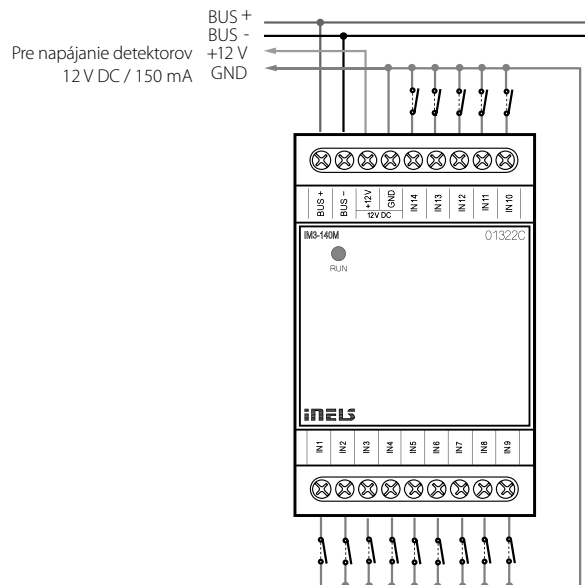 BUS +
BUS -
Pre napájanie detektorov +12 V
12 V DC / 150 mA GND
BUS + BUS – +12V GND IN14 IN13 IN12 IN11 IN10
12V DC
IM3-140M 01322C
RUN
iNELS
IN1 IN2 IN3 IN4 IN5 IN6 IN7 IN8 IN9